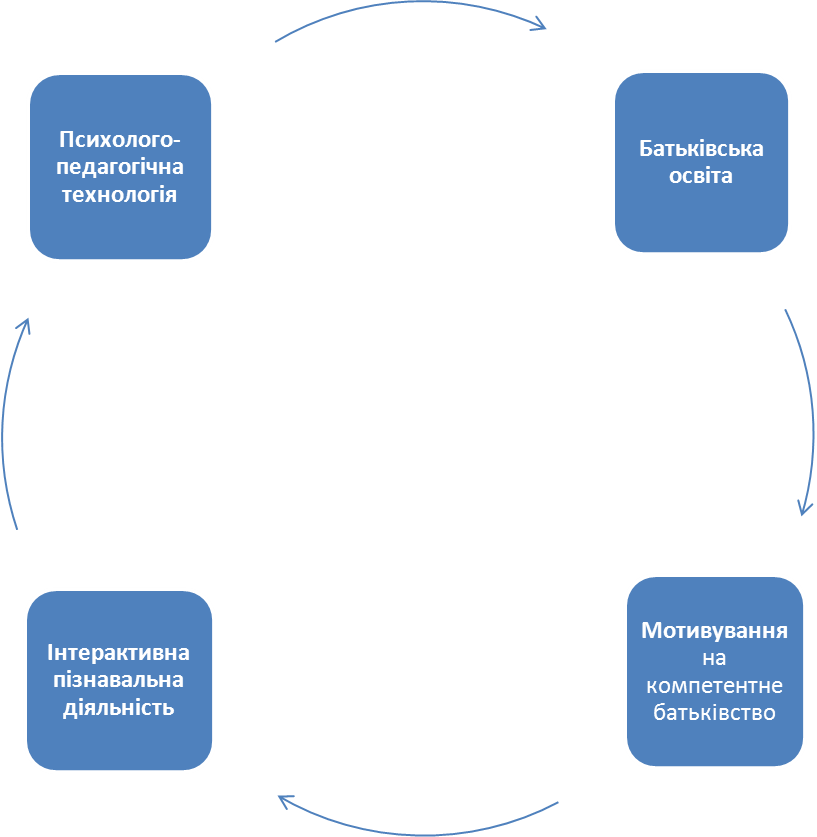 Психолого-
педагогічна
технологія
Батьківська
освіта
Мотивування
на
компетентне
батьківство
Інтерактивна
пізнавальна
діяльність